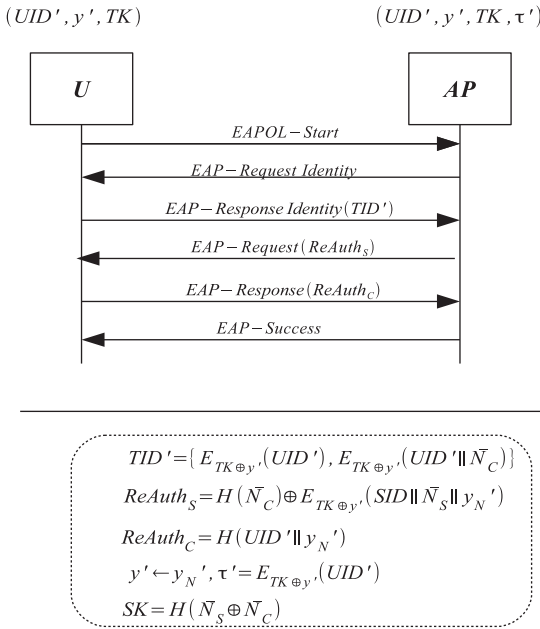 (UID', y', TK)
(UID', y', TK, τ')
U
AP
EAPOL−Start
EAP−Request Identity
EAP−Response Identity(TID')
EAP−Request(ReAuth_S)
EAP−Response(ReAuth_C)
EAP−Success
TID'={E_{TK⊕y'}(UID'), E_{TK⊕y'}(UID'‖N̄_C)}
ReAuth_S=H(N̄_C)⊕E_{TK⊕y'}(SID‖N̄_S‖y_N')
ReAuth_C=H(UID'‖y_N')
y'←y_N', τ'=E_{TK⊕y'}(UID')
SK=H(N̄_S⊕N̄_C)